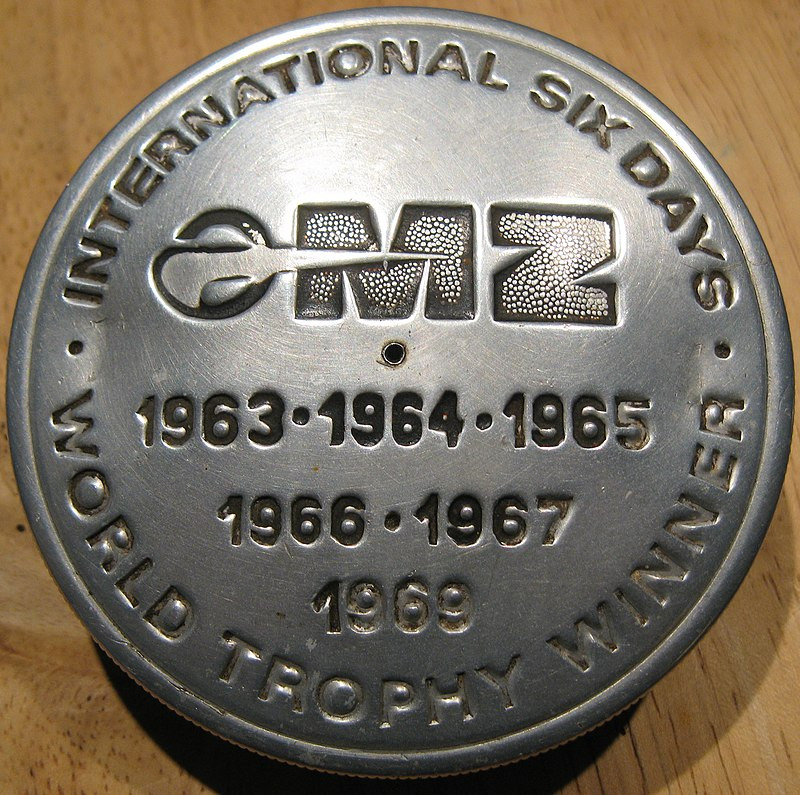 INTERNATIONAL SIX DAYS
MZ
1963 · 1964 · 1965
1966 · 1967
1969
· WORLD TROPHY WINNER ·